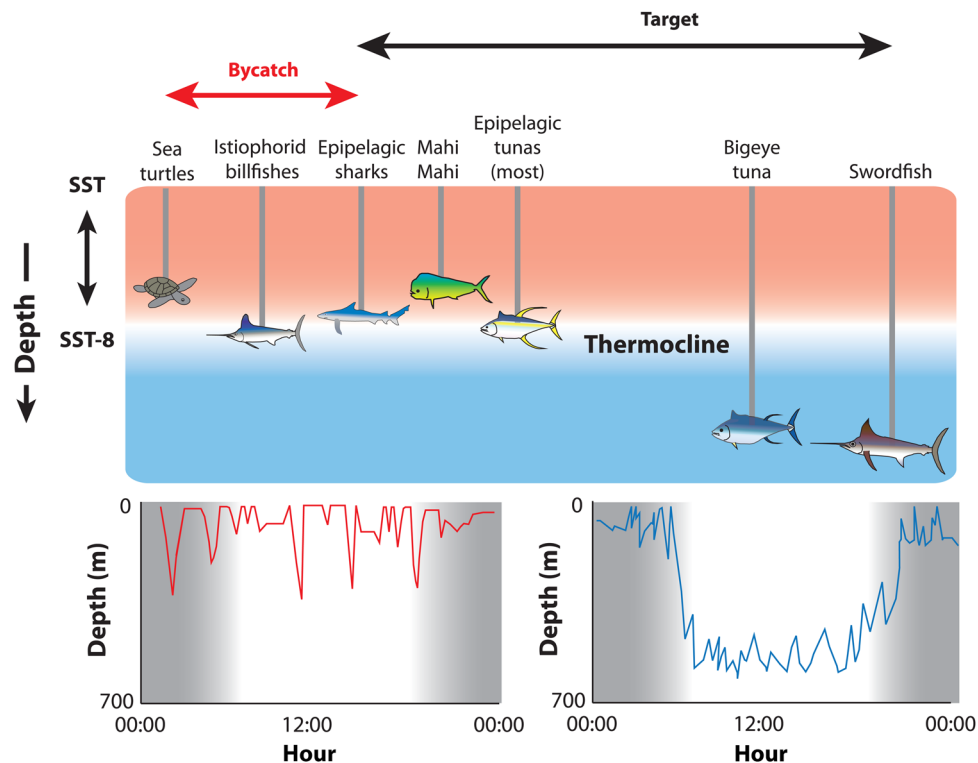 Target
Bycatch
Sea
turtles
Istiophorid
billfishes
Epipelagic
sharks
Mahi
Mahi
Epipelagic
tunas
(most)
Bigeye
tuna
Swordfish
SST
SST-8
Depth
Thermocline
0
700
Depth (m)
00:00
12:00
00:00
Hour
0
700
Depth (m)
00:00
12:00
00:00
Hour